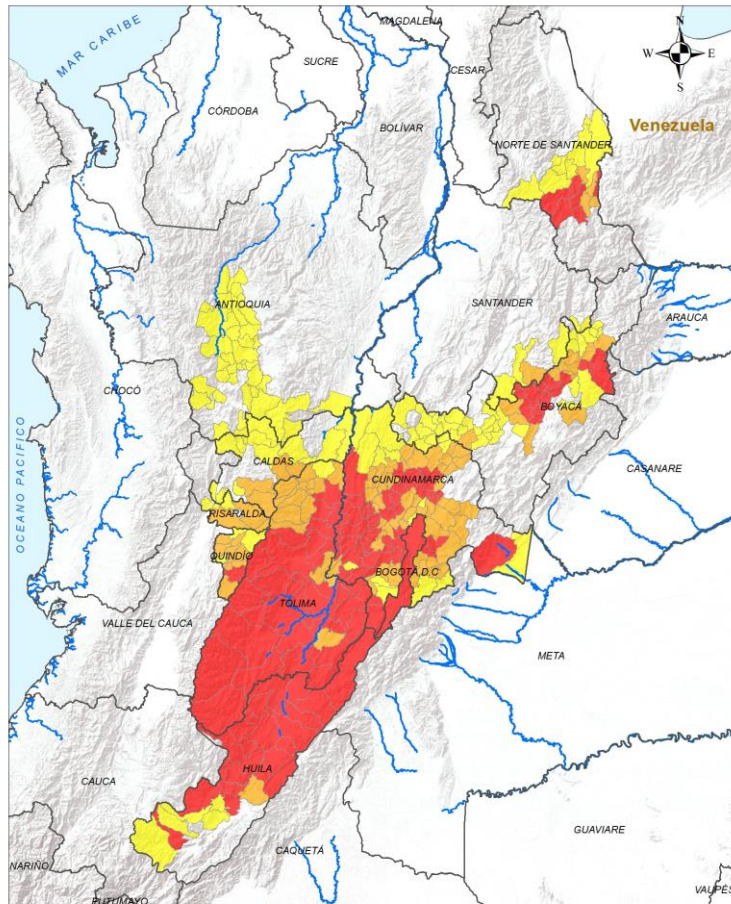 MAGDALENA
N
W E
S
MAR CARIBE
SUCRE
CESAR
CÓRDOBA
BOLÍVAR
Venezuela
NORTE DE SANTANDER
ANTIOQUIA
SANTANDER
ARAUCA
CHOCÓ
BOYACÁ
OCEANO PACIFICO
CALDAS
CUNDINAMARCA
CASANARE
RISARALDA
QUINDÍO
BOGOTÁ,D.C
TOLIMA
VALLE DEL CAUCA
META
HUILA
CAUCA
GUAVIARE
CAQUETÁ
NARIÑO
PUTUMAYO
VAUPÉS